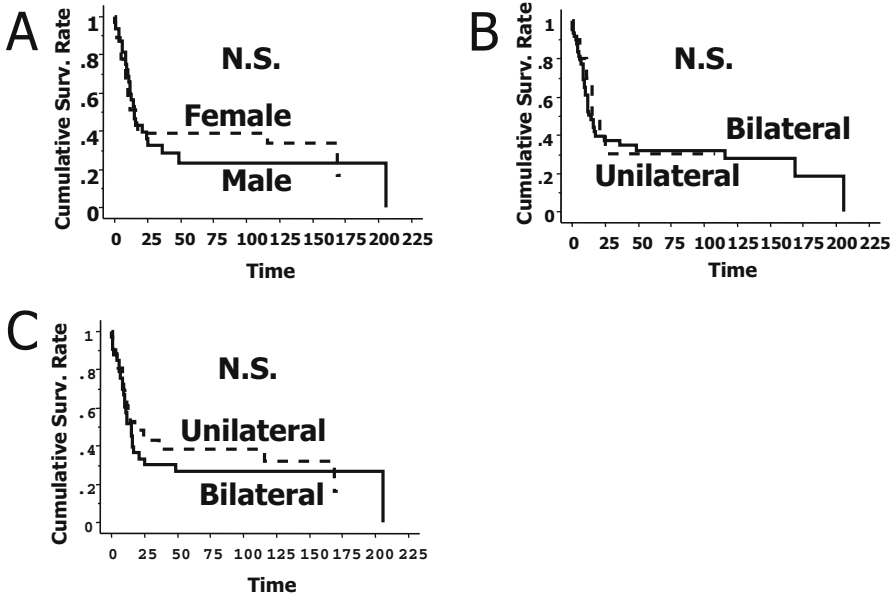 A
Cumulative Surv. Rate
1
.8
.6
.4
.2
0
N.S.
Female
Male
0 25 50 75 100 125 150 175 200 225
Time
B
Cumulative Surv. Rate
1
.8
.6
.4
.2
0
N.S.
Bilateral
Unilateral
0 25 50 75 100 125 150 175 200 225
Time
C
Cumulative Surv. Rate
1
.8
.6
.4
.2
0
N.S.
Unilateral
Bilateral
0 25 50 75 100 125 150 175 200 225
Time